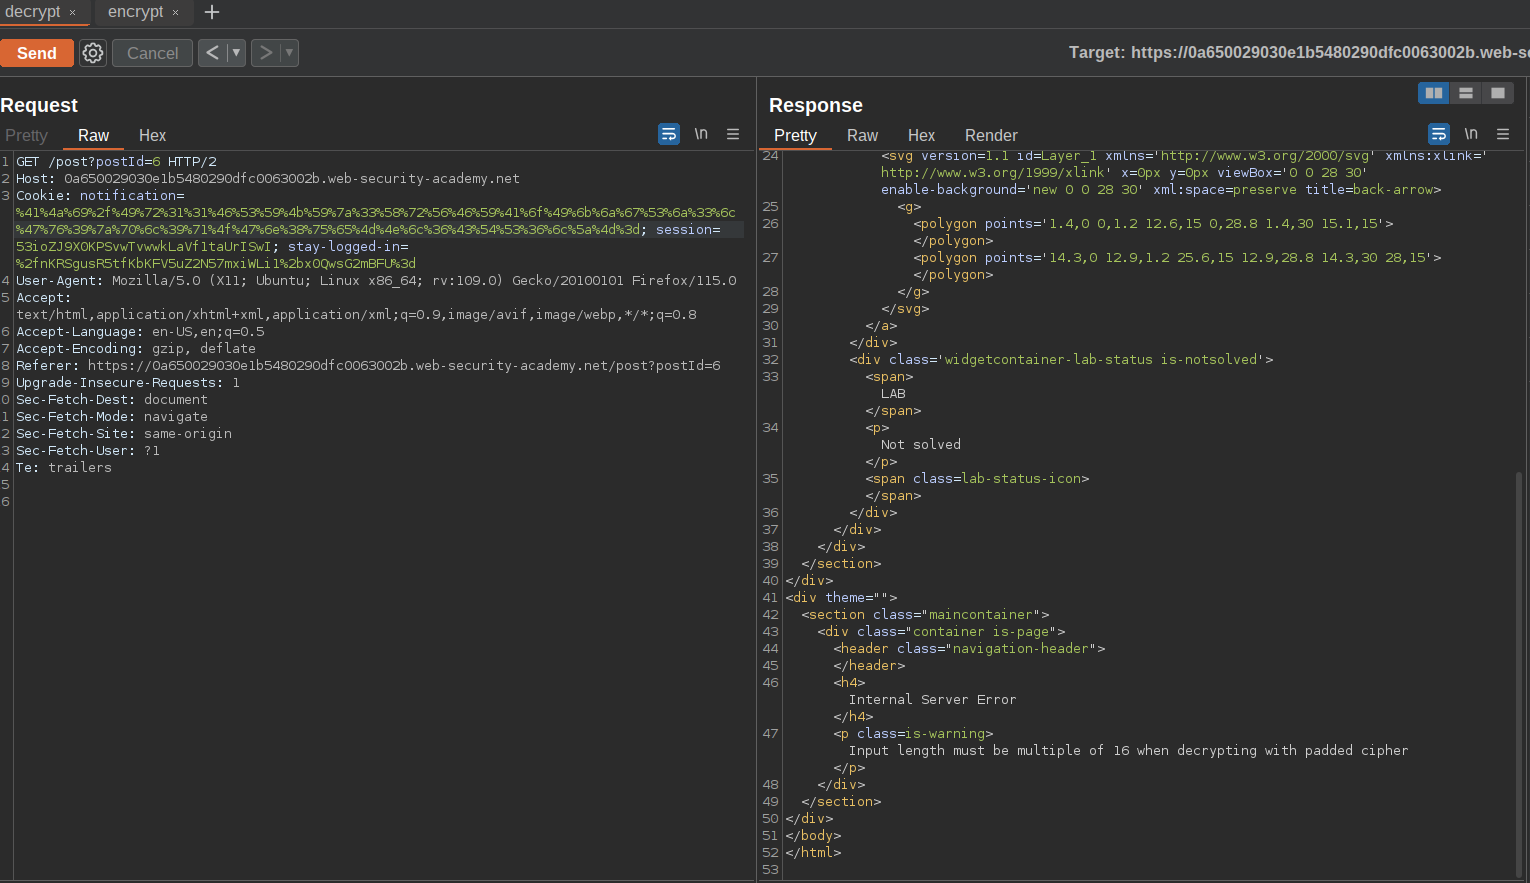 decrypt ×
encrypt ×
+
Send
Cancel
<
>
Target: https://0a650029030e1b5480290dfc0063002b.web-s
Request
Pretty
Raw
Hex
\n
1 GET /post?postId=6 HTTP/2
2 Host: 0a650029030e1b5480290dfc0063002b.web-security-academy.net
3 Cookie: notification=
%41%4a%69%2f%49%72%31%31%46%53%59%4b%59%7a%33%58%72%56%46%59%41%6f%49%6b%6a%67%53%6a%33%6c
%47%76%39%7a%70%6c%39%71%4f%47%6e%38%75%65%4d%4e%6c%36%43%54%53%36%6c%5a%4d%3d; session=
53ioZJ9X0KPSvwTvwwkLaVf1taUrISwI; stay-logged-in=
%2fnKRSgusR5tfKbKFV5uZ2N57mxiWLi1%2bx0QwsG2mBFU%3d
4 User-Agent: Mozilla/5.0 (X11; Ubuntu; Linux x86_64; rv:109.0) Gecko/20100101 Firefox/115.0
5 Accept:
text/html,application/xhtml+xml,application/xml;q=0.9,image/avif,image/webp,*/*;q=0.8
6 Accept-Language: en-US,en;q=0.5
7 Accept-Encoding: gzip, deflate
8 Referer: https://0a650029030e1b5480290dfc0063002b.web-security-academy.net/post?postId=6
9 Upgrade-Insecure-Requests: 1
0 Sec-Fetch-Dest: document
1 Sec-Fetch-Mode: navigate
2 Sec-Fetch-Site: same-origin
3 Sec-Fetch-User: ?1
4 Te: trailers
5
6
Response
Pretty
Raw
Hex
Render
\n
24 <svg version=1.1 id=Layer_1 xmlns='http://www.w3.org/2000/svg' xmlns:xlink='
http://www.w3.org/1999/xlink' x=0px y=0px viewBox='0 0 28 30'
enable-background='new 0 0 28 30' xml:space=preserve title=back-arrow>
25 <g>
26 <polygon points='1.4,0 0,1.2 12.6,15 0,28.8 1.4,30 15.1,15'>
</polygon>
27 <polygon points='14.3,0 12.9,1.2 25.6,15 12.9,28.8 14.3,30 28,15'>
</polygon>
28 </g>
29 </svg>
30 </a>
31 </div>
32 <div class='widgetcontainer-lab-status is-notsolved'>
33 <span>
LAB
</span>
34 <p>
Not solved
</p>
35 <span class=lab-status-icon>
</span>
36 </div>
37 </div>
38 </div>
39 </section>
40 </div>
41 <div theme="">
42 <section class="maincontainer">
43 <div class="container is-page">
44 <header class="navigation-header">
45 </header>
46 <h4>
Internal Server Error
</h4>
47 <p class=is-warning>
Input length must be multiple of 16 when decrypting with padded cipher
</p>
48 </div>
49 </section>
50 </div>
51 </body>
52 </html>
53